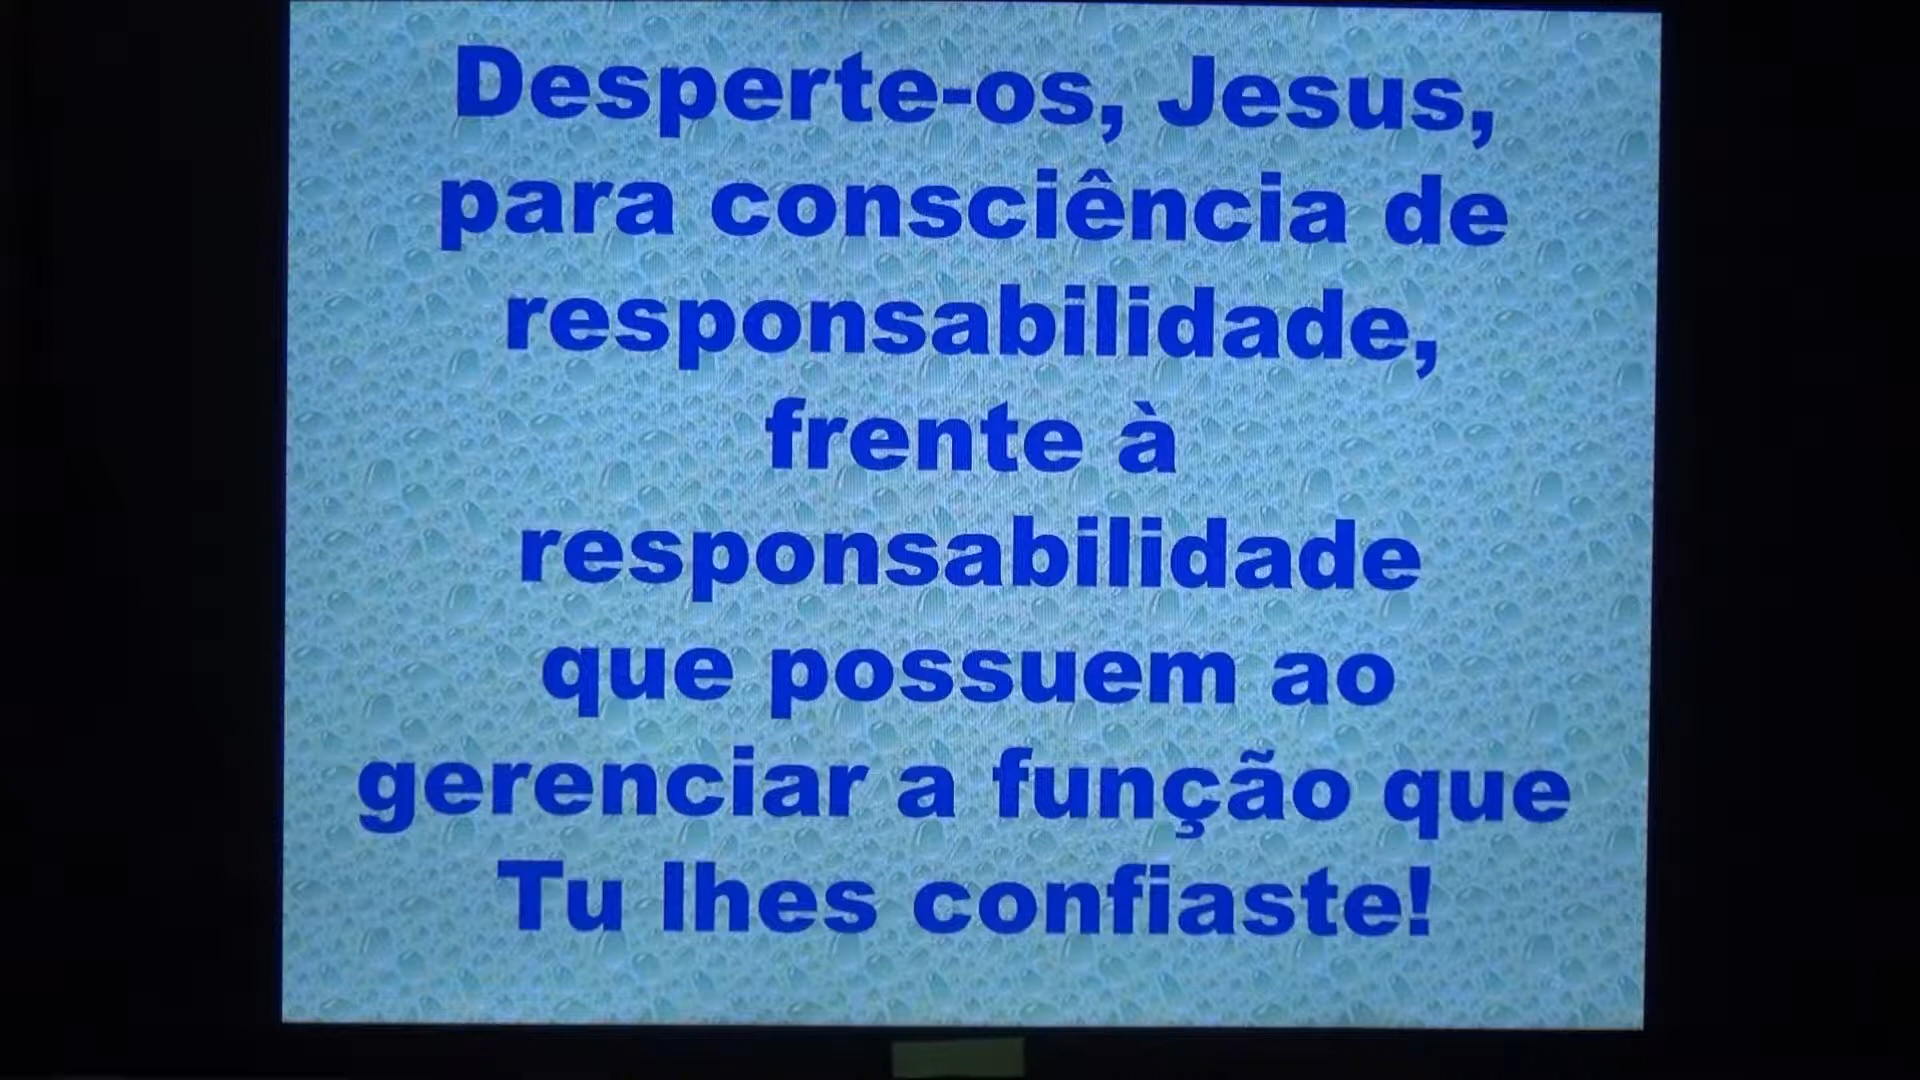 Desperte-os, Jesus,
para consciência de
responsabilidade,
frente à
responsabilidade
que possuem ao
gerenciar a função que
Tu lhes confiaste!